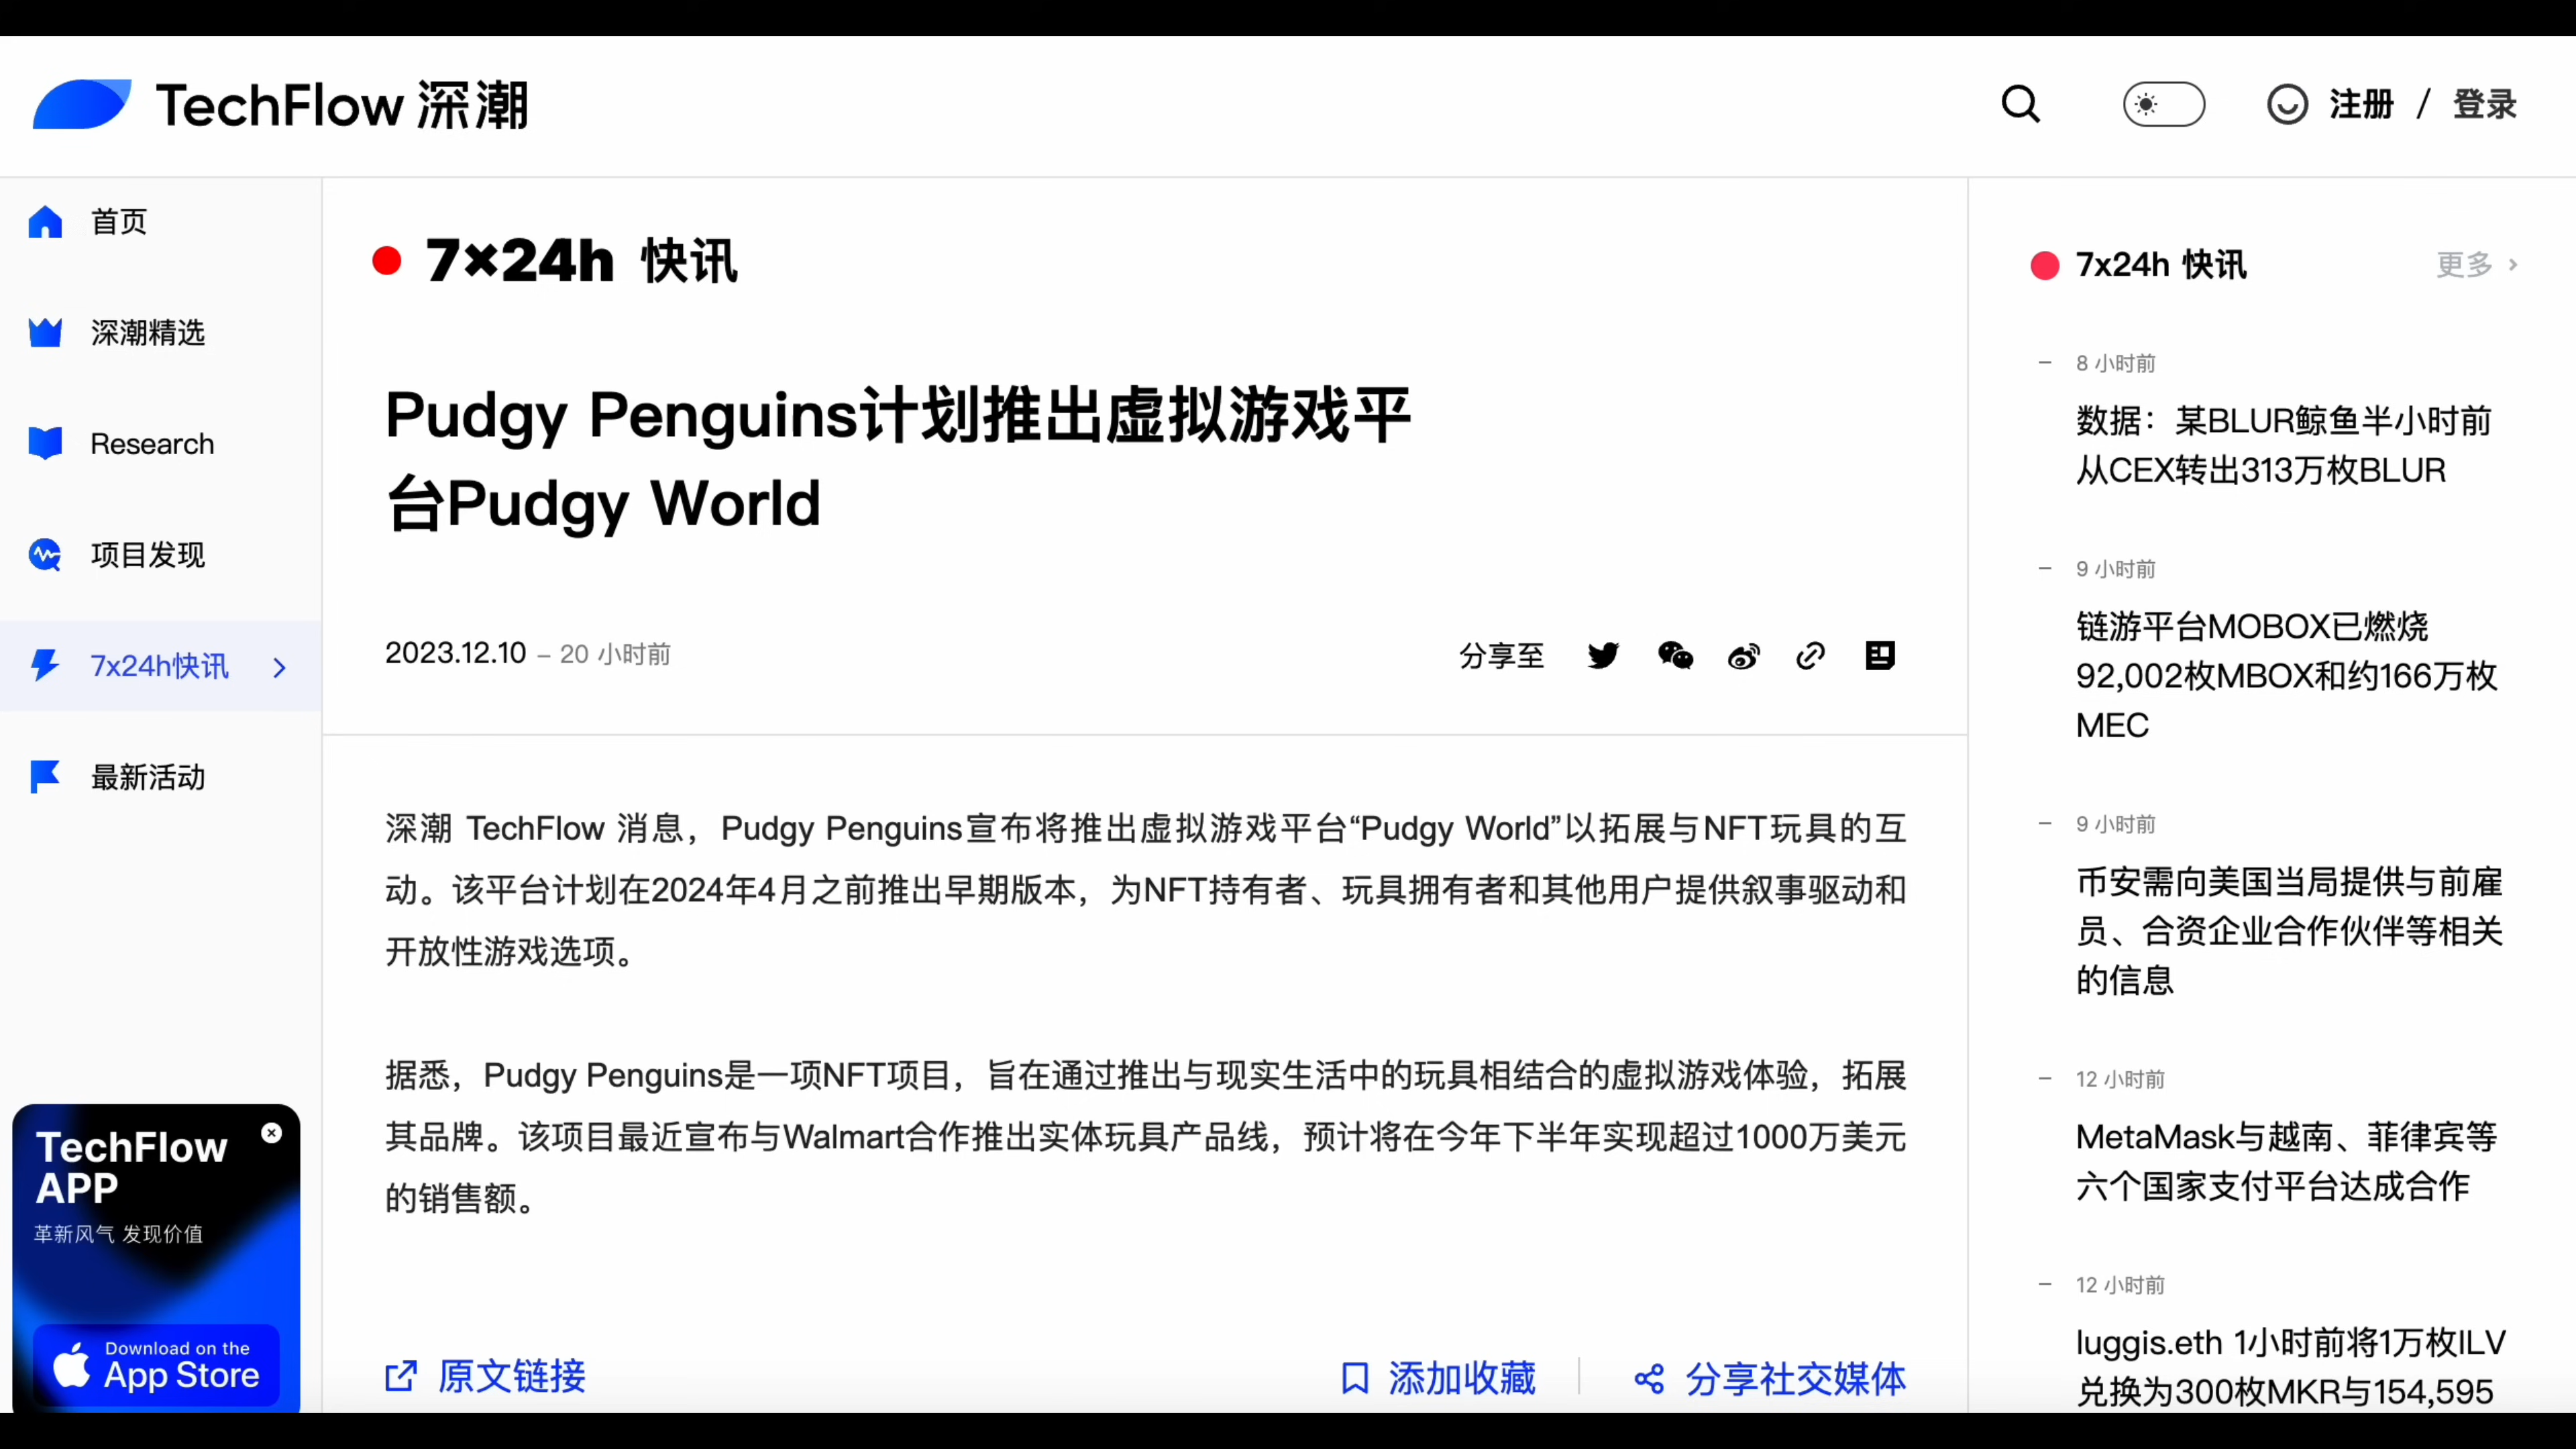 TechFlow 深潮
注册 / 登录
首页
深潮精选
Research
项目发现
7x24h快讯
最新活动
TechFlow
APP
革新风气 发现价值
Download on the
App Store
7×24h 快讯
Pudgy Penguins计划推出虚拟游戏平
台Pudgy World
2023.12.10 – 20 小时前
分享至
深潮 TechFlow 消息，Pudgy Penguins宣布将推出虚拟游戏平台“Pudgy World”以拓展与NFT玩具的互
动。该平台计划在2024年4月之前推出早期版本，为NFT持有者、玩具拥有者和其他用户提供叙事驱动和
开放性游戏选项。
据悉，Pudgy Penguins是一项NFT项目，旨在通过推出与现实生活中的玩具相结合的虚拟游戏体验，拓展
其品牌。该项目最近宣布与Walmart合作推出实体玩具产品线，预计将在今年下半年实现超过1000万美元
的销售额。
原文链接
添加收藏
分享社交媒体
7x24h 快讯
更多
8 小时前
数据：某BLUR鲸鱼半小时前
从CEX转出313万枚BLUR
9 小时前
链游平台MOBOX已燃烧
92,002枚MBOX和约166万枚
MEC
9 小时前
币安需向美国当局提供与前雇
员、合资企业合作伙伴等相关
的信息
12 小时前
MetaMask与越南、菲律宾等
六个国家支付平台达成合作
12 小时前
luggis.eth 1小时前将1万枚ILV
兑换为300枚MKR与154,595